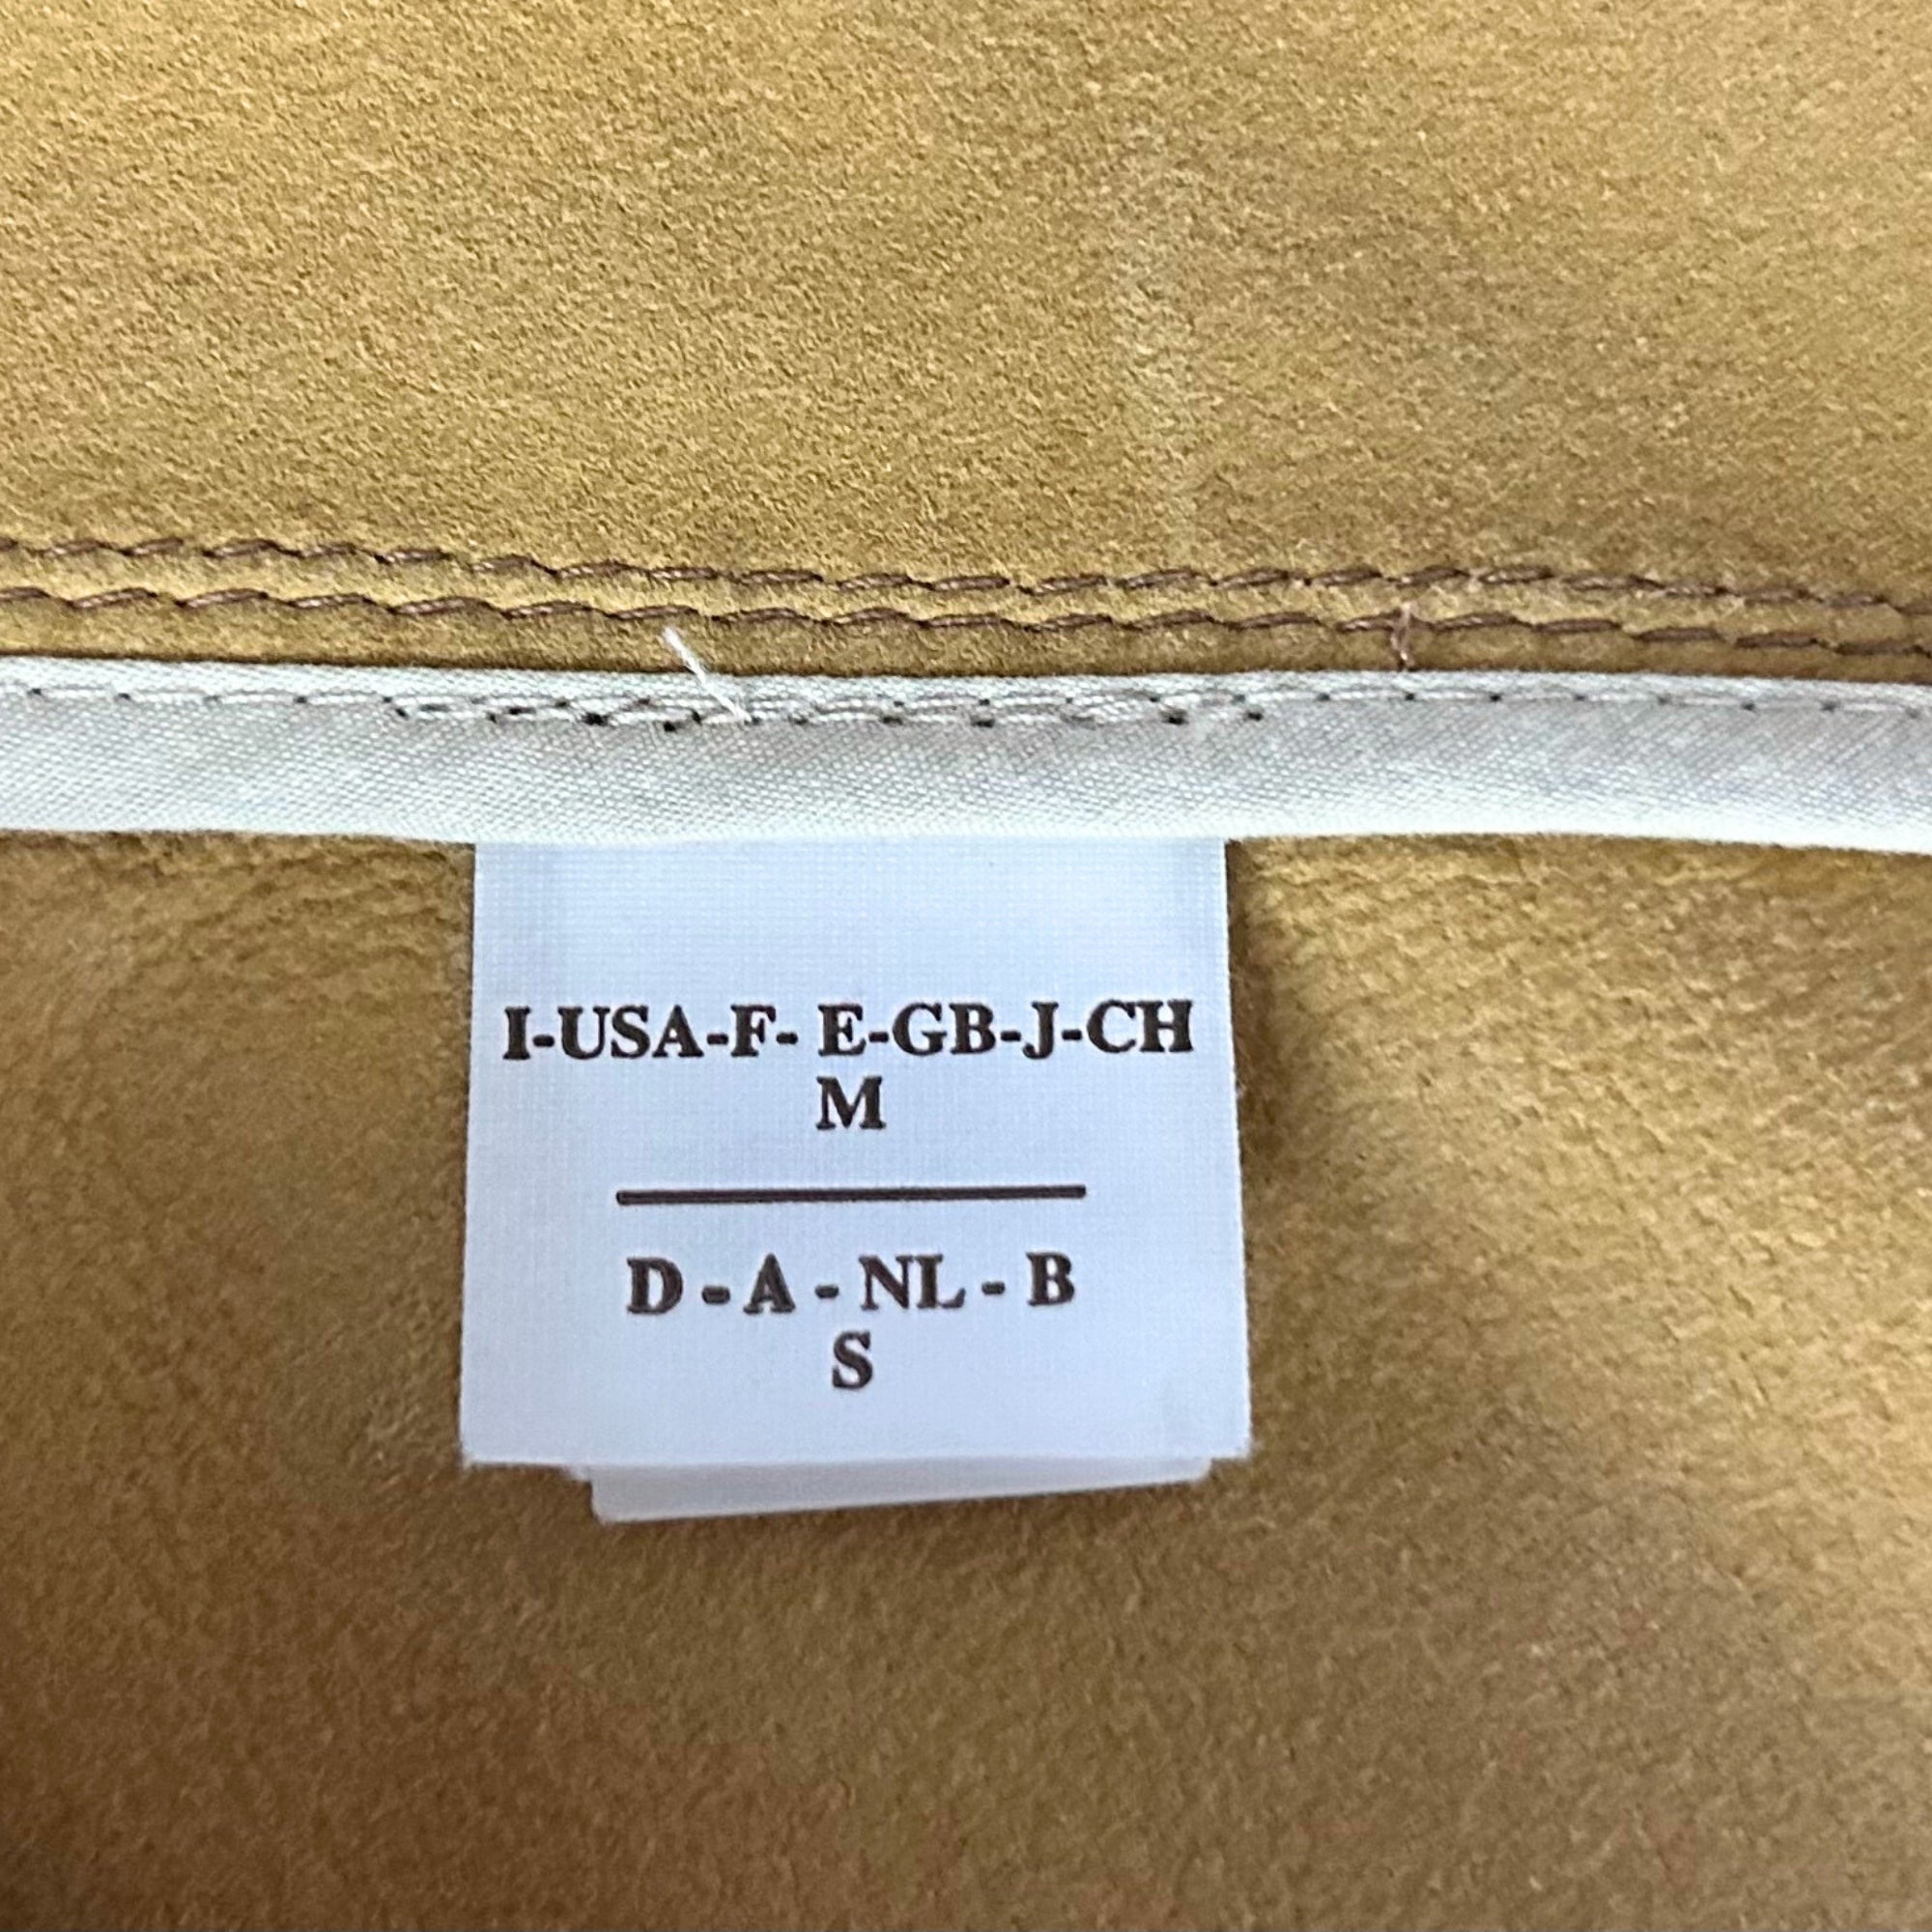 I-USA-F- E-GB-J-CH
M
D - A - NL - B
S